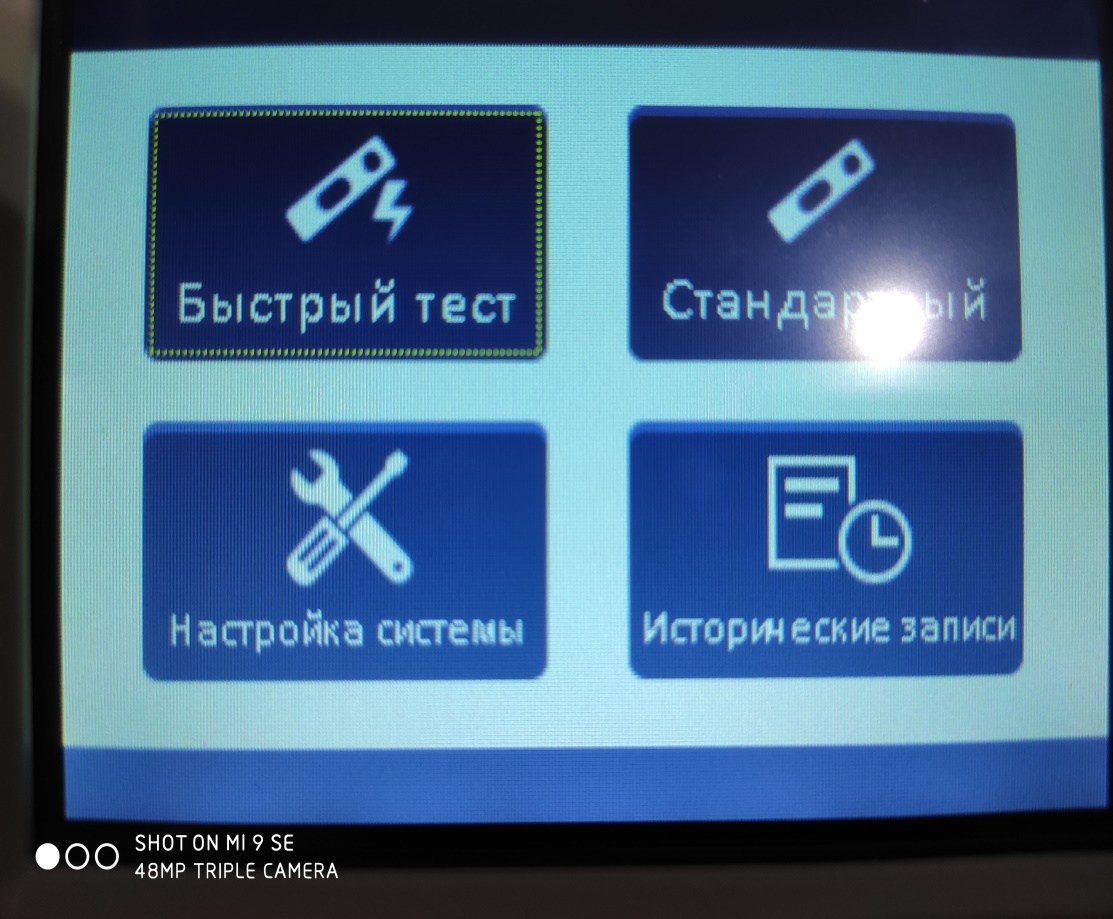 Быстрый тест
Настройка системы
Исторические записи
SHOT ON MI 9 SE
48MP TRIPLE CAMERA